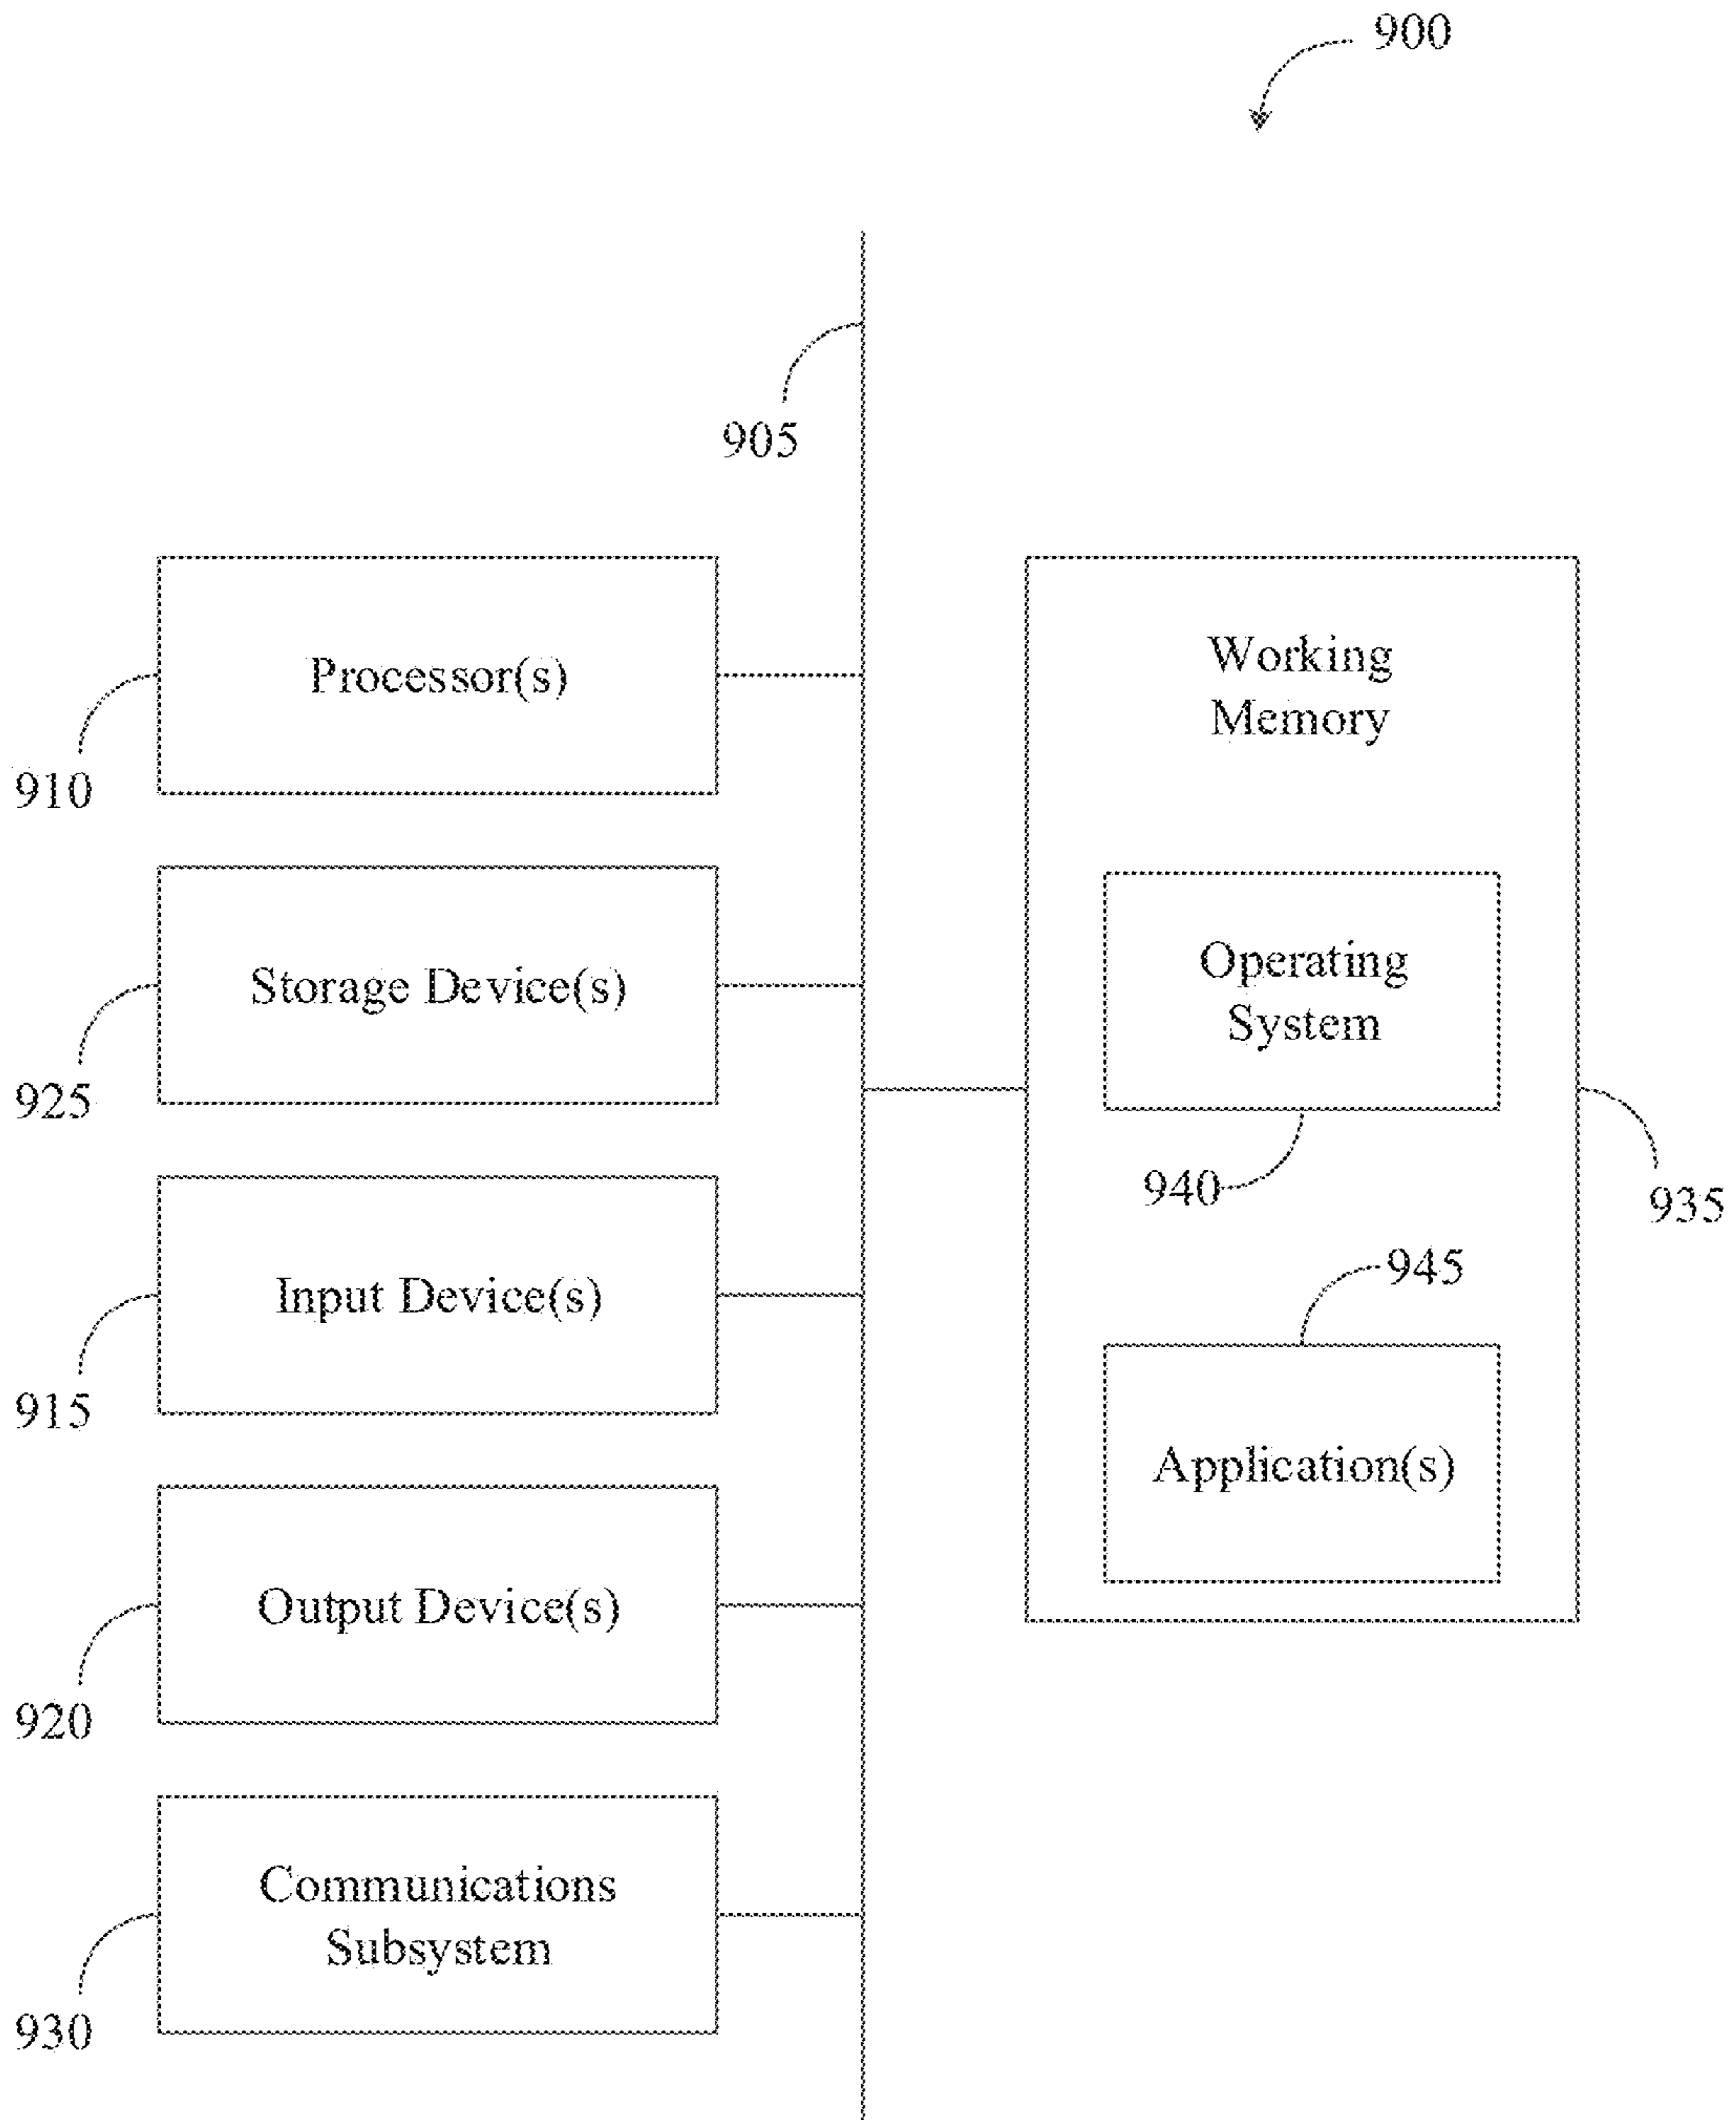 900
905
Processor(s)
910
Storage Device(s)
925
Input Device(s)
915
Output Device(s)
920
Communications
Subsystem
930
Working
Memory
Operating
System
940
935
945
Application(s)